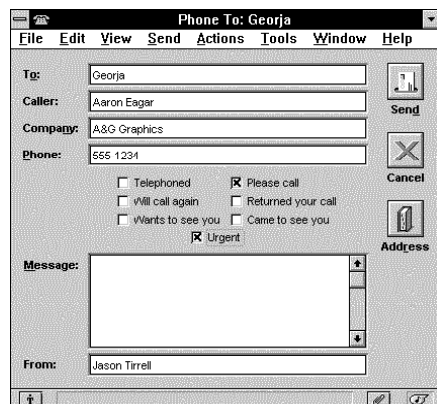 Phone To: Georja
File Edit View Send Actions Tools Window Help
To: Georja
Caller: Aaron Eagar
Company: A&G Graphics
Phone: 555 1234
Send
Cancel
Address
Telephoned Please call
Will call again Returned your call
Wants to see you Came to see you
Urgent
Message:
From: Jason Tirrell